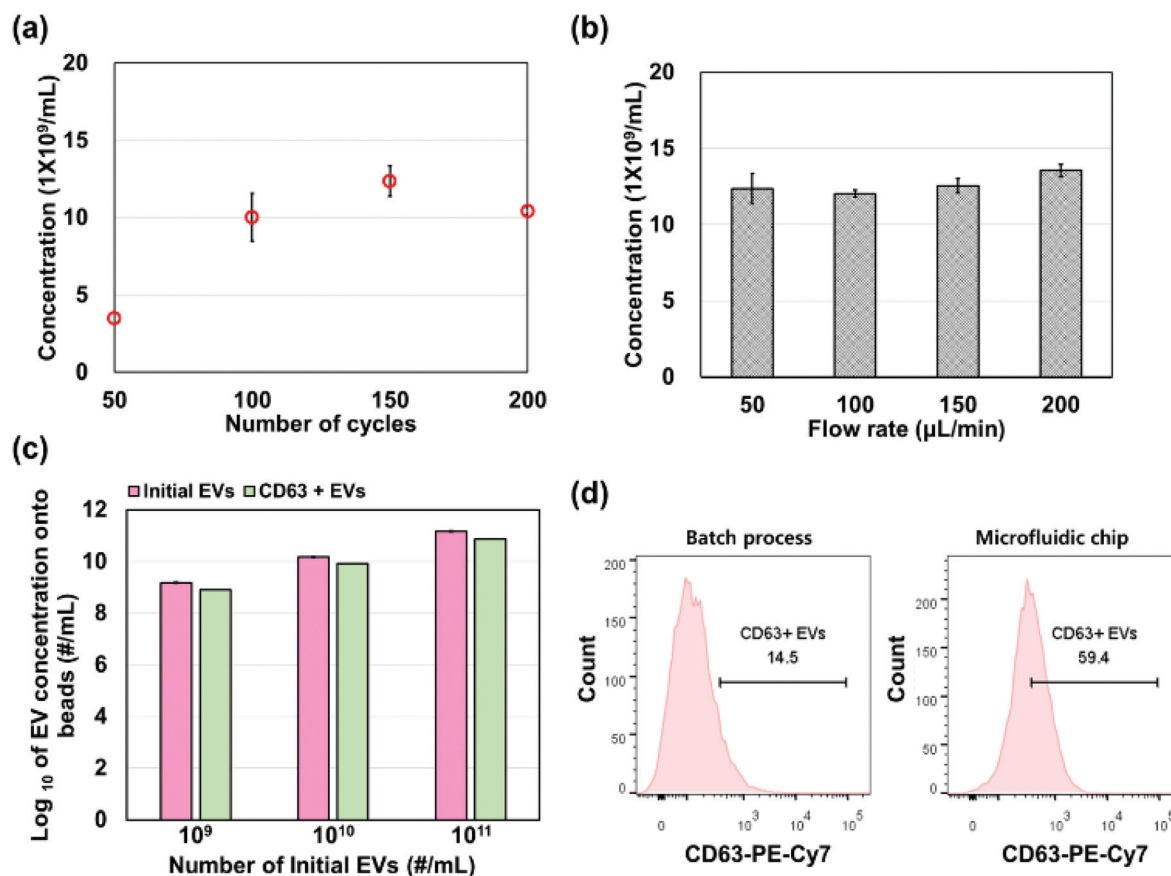 (a)
Concentration (1X10⁹/mL)
20
15
10
5
0
50 100 150 200
Number of cycles
(b)
Concentration (1X10⁹/mL)
20
15
10
5
0
50 100 150 200
Flow rate (µL/min)
(c)
Log ₁₀ of EV concentration onto
beads (#/mL)
Initial EVs CD63 + EVs
12
10
8
6
4
2
0
10⁹ 10¹⁰ 10¹¹
Number of Initial EVs (#/mL)
(d)
Batch process
Count
200
150
100
50
0
CD63+ EVs
14.5
0 10³ 10⁴ 10⁵
CD63-PE-Cy7
Microfluidic chip
Count
200
150
100
50
0
CD63+ EVs
59.4
0 10³ 10⁴ 10⁵
CD63-PE-Cy7